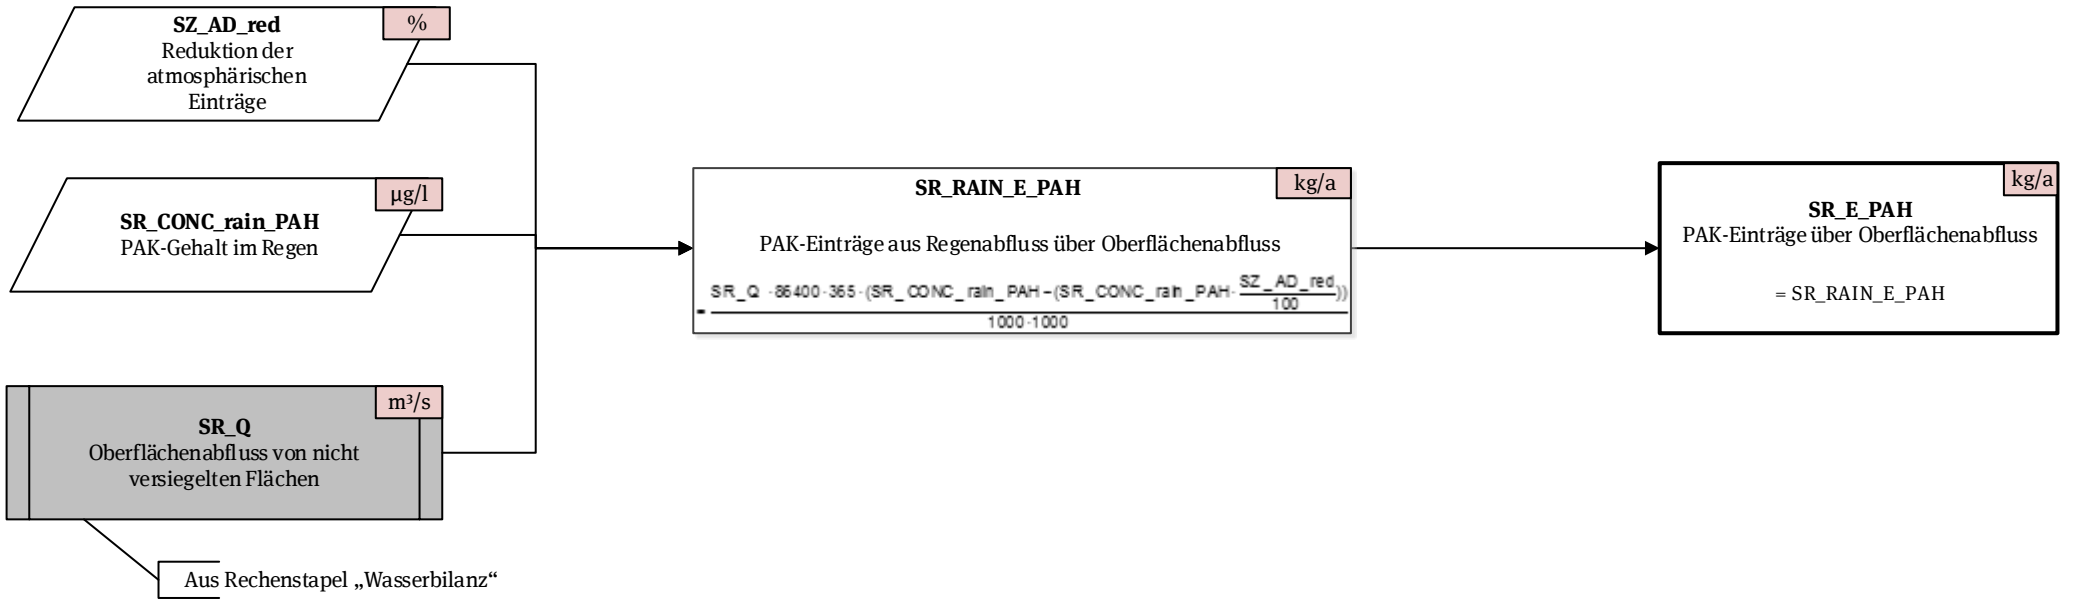 SZ_AD_red
%
Reduktion der
atmosphärischen
Einträge
SR_CONC_rain_PAH
µg/l
PAK-Gehalt im Regen
SR_Q
m³/s
Oberflächenabfluss von nicht
versiegelten Flächen
Aus Rechenstapel „Wasserbilanz“
SR_RAIN_E_PAH
kg/a
PAK-Einträge aus Regenabfluss über Oberflächenabfluss
SZ_AD_red
= SR_Q ·86400·365·(SR_CONC_rain_PAH−(SR_CONC_rain_PAH· ))
100
1000·1000
kg/a
SR_E_PAH
PAK-Einträge über Oberflächenabfluss
= SR_RAIN_E_PAH